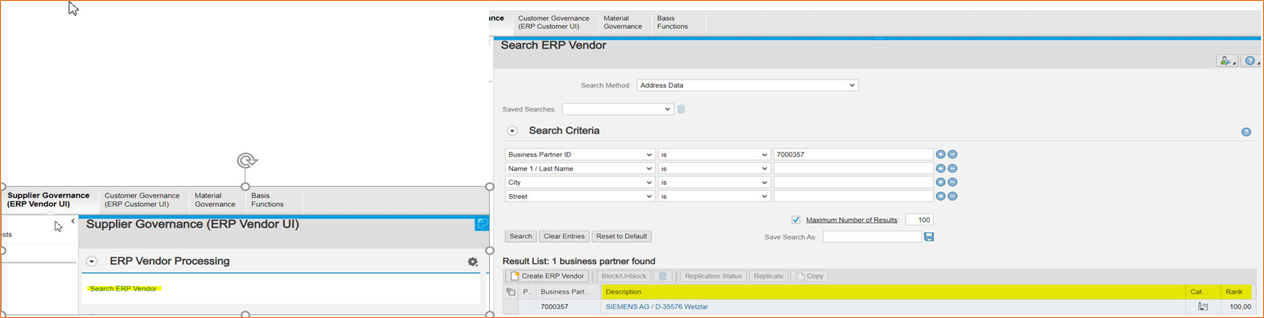 Supplier Governance (ERP Vendor UI)
Customer Governance (ERP Customer UI)
Material Governance
Basis Functions
ests
Supplier Governance (ERP Vendor UI)
ERP Vendor Processing
Search ERP Vendor
nce
Customer Governance (ERP Customer UI)
Material Governance
Basis Functions
Search ERP Vendor
Search Method: Address Data
Saved Searches:
Search Criteria
Business Partner ID is 7000357
Name 1 / Last Name is
City is
Street is
Maximum Number of Results 100
Search Clear Entries Reset to Default Save Search As:
Result List: 1 business partner found
Create ERP Vendor Block/Unblock Replication Status Replicate Copy
P... Business Part... Description Cat... Rank
7000357 SIEMENS AG / D-35576 Wetzlar 100,00